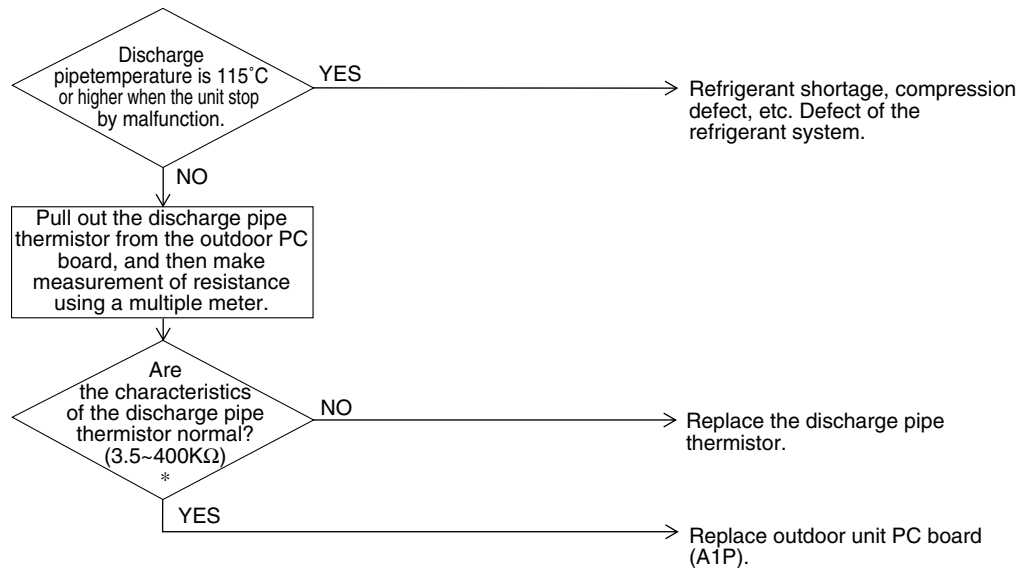 Discharge
pipetemperature is 115˚C
or higher when the unit stop
by malfunction.
YES
Refrigerant shortage, compression
defect, etc. Defect of the
refrigerant system.
NO
Pull out the discharge pipe
thermistor from the outdoor PC
board, and then make
measurement of resistance
using a multiple meter.
Are
the characteristics
of the discharge pipe
thermistor normal?
(3.5~400KΩ)
*
NO
Replace the discharge pipe
thermistor.
YES
Replace outdoor unit PC board
(A1P).